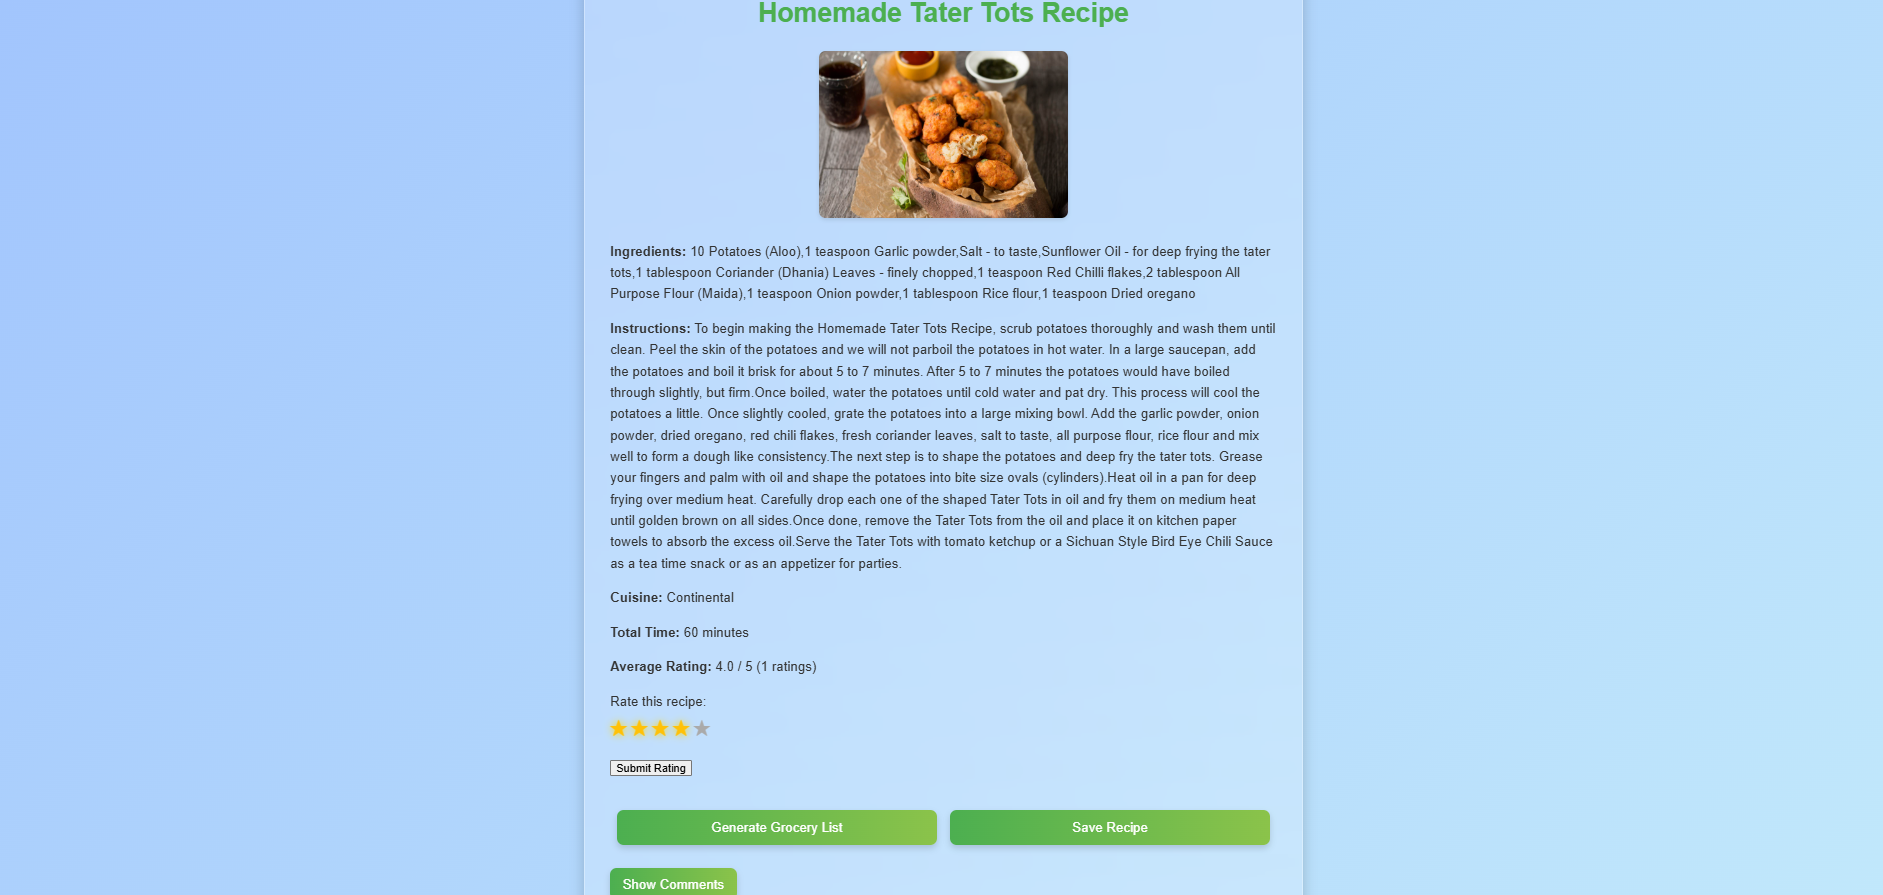 Homemade Tater Tots Recipe
Ingredients: 10 Potatoes (Aloo),1 teaspoon Garlic powder,Salt - to taste,Sunflower Oil - for deep frying the tater
tots,1 tablespoon Coriander (Dhania) Leaves - finely chopped,1 teaspoon Red Chilli flakes,2 tablespoon All
Purpose Flour (Maida),1 teaspoon Onion powder,1 tablespoon Rice flour,1 teaspoon Dried oregano
Instructions: To begin making the Homemade Tater Tots Recipe, scrub potatoes thoroughly and wash them until
clean. Peel the skin of the potatoes and we will not parboil the potatoes in hot water. In a large saucepan, add
the potatoes and boil it brisk for about 5 to 7 minutes. After 5 to 7 minutes the potatoes would have boiled
through slightly, but firm.Once boiled, water the potatoes until cold water and pat dry. This process will cool the
potatoes a little. Once slightly cooled, grate the potatoes into a large mixing bowl. Add the garlic powder, onion
powder, dried oregano, red chili flakes, fresh coriander leaves, salt to taste, all purpose flour, rice flour and mix
well to form a dough like consistency.The next step is to shape the potatoes and deep fry the tater tots. Grease
your fingers and palm with oil and shape the potatoes into bite size ovals (cylinders).Heat oil in a pan for deep
frying over medium heat. Carefully drop each one of the shaped Tater Tots in oil and fry them on medium heat
until golden brown on all sides.Once done, remove the Tater Tots from the oil and place it on kitchen paper
towels to absorb the excess oil.Serve the Tater Tots with tomato ketchup or a Sichuan Style Bird Eye Chili Sauce
as a tea time snack or as an appetizer for parties.
Cuisine: Continental
Total Time: 60 minutes
Average Rating: 4.0 / 5 (1 ratings)
Rate this recipe:
Submit Rating
Generate Grocery List
Save Recipe
Show Comments